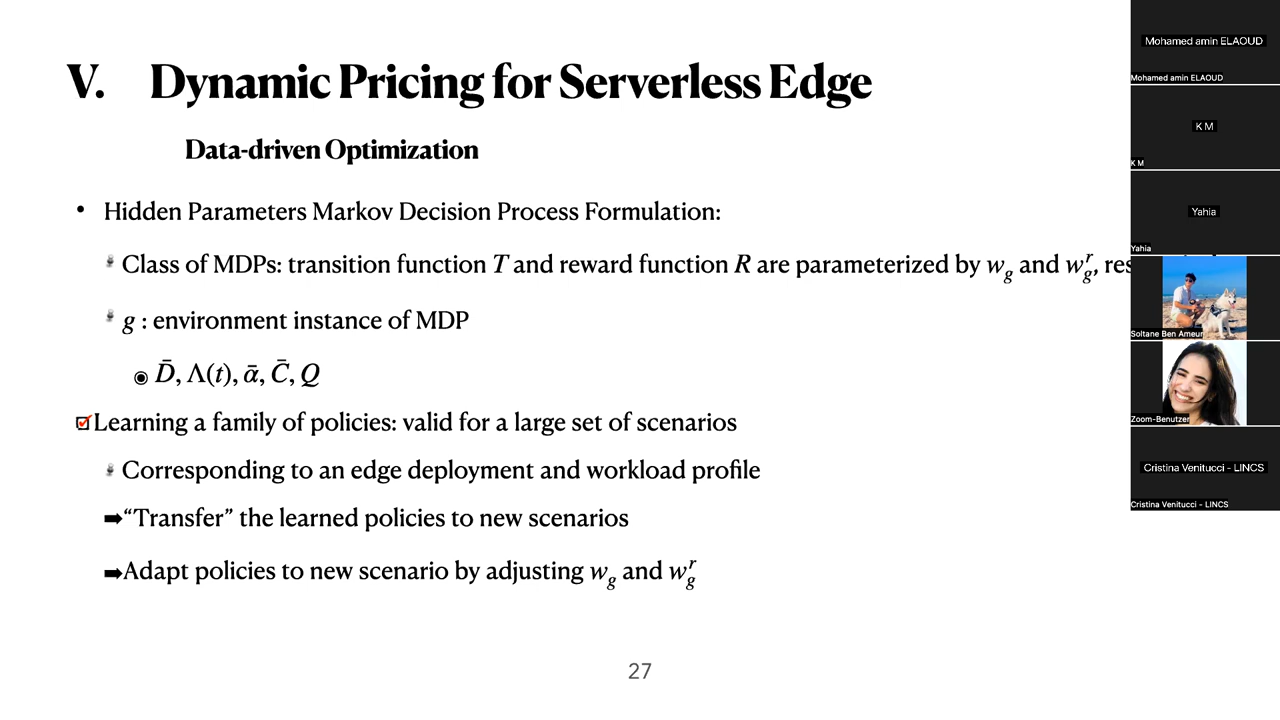 V. Dynamic Pricing for Serverless Edge
Data-driven Optimization
• Hidden Parameters Markov Decision Process Formulation:
Class of MDPs: transition function T and reward function R are parameterized by w_g and w_g^r,
g : environment instance of MDP
D̄, Λ(t), ᾱ, C̄, Q
Learning a family of policies: valid for a large set of scenarios
Corresponding to an edge deployment and workload profile
➡“Transfer” the learned policies to new scenarios
➡Adapt policies to new scenario by adjusting w_g and w_g^r
27
Mohamed amin ELAOUD
Mohamed amin ELAOUD
K M
K M
Yahia
Yahia
Soltane Ben Ameur
Zoom-Benutzer
Cristina Venitucci - LINCS
Cristina Venitucci - LINCS